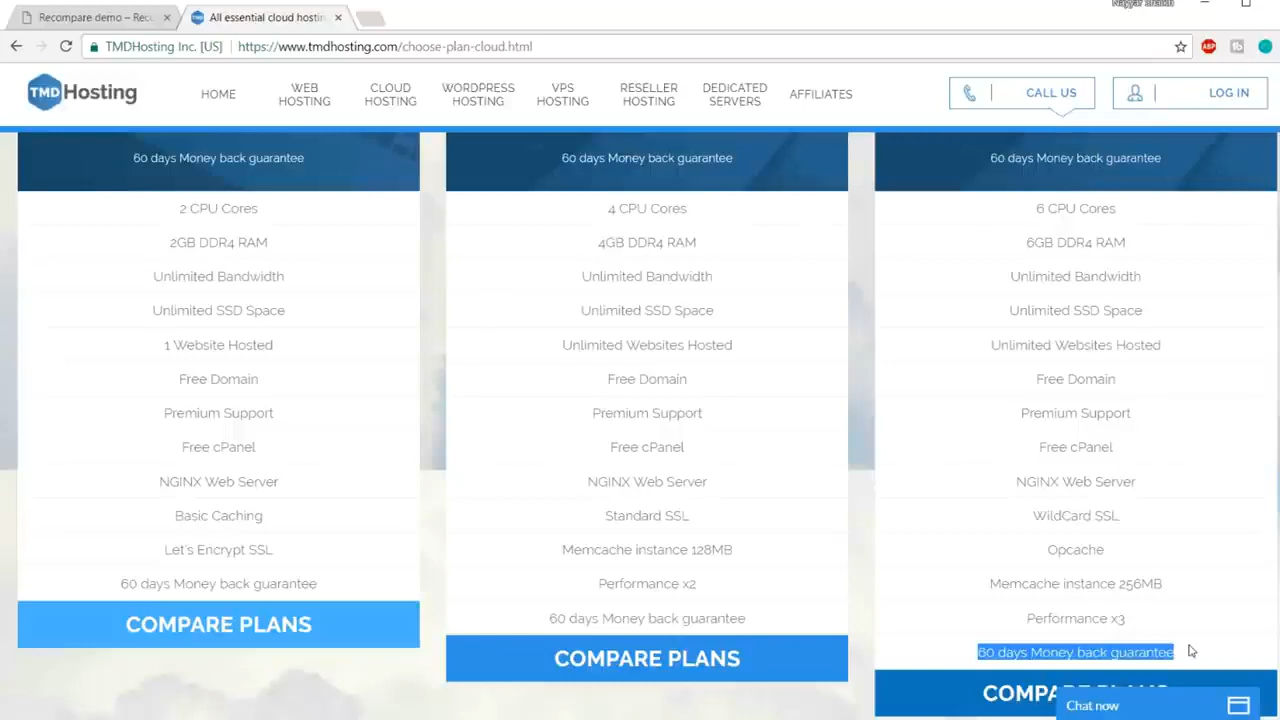 Recompare demo – Recu
All essential cloud hostin
TMDHosting Inc. [US]
https://www.tmdhosting.com/choose-plan-cloud.html
ABP
TMDHosting
HOME
WEB HOSTING
CLOUD HOSTING
WORDPRESS HOSTING
VPS HOSTING
RESELLER HOSTING
DEDICATED SERVERS
AFFILIATES
CALL US
LOG IN
60 days Money back guarantee
2 CPU Cores
2GB DDR4 RAM
Unlimited Bandwidth
Unlimited SSD Space
1 Website Hosted
Free Domain
Premium Support
Free cPanel
NGINX Web Server
Basic Caching
Let's Encrypt SSL
60 days Money back guarantee
COMPARE PLANS
60 days Money back guarantee
4 CPU Cores
4GB DDR4 RAM
Unlimited Bandwidth
Unlimited SSD Space
Unlimited Websites Hosted
Free Domain
Premium Support
Free cPanel
NGINX Web Server
Standard SSL
Memcache instance 128MB
Performance x2
60 days Money back guarantee
COMPARE PLANS
60 days Money back guarantee
6 CPU Cores
6GB DDR4 RAM
Unlimited Bandwidth
Unlimited SSD Space
Unlimited Websites Hosted
Free Domain
Premium Support
Free cPanel
NGINX Web Server
WildCard SSL
Opcache
Memcache instance 256MB
Performance x3
60 days Money back guarantee
Chat now